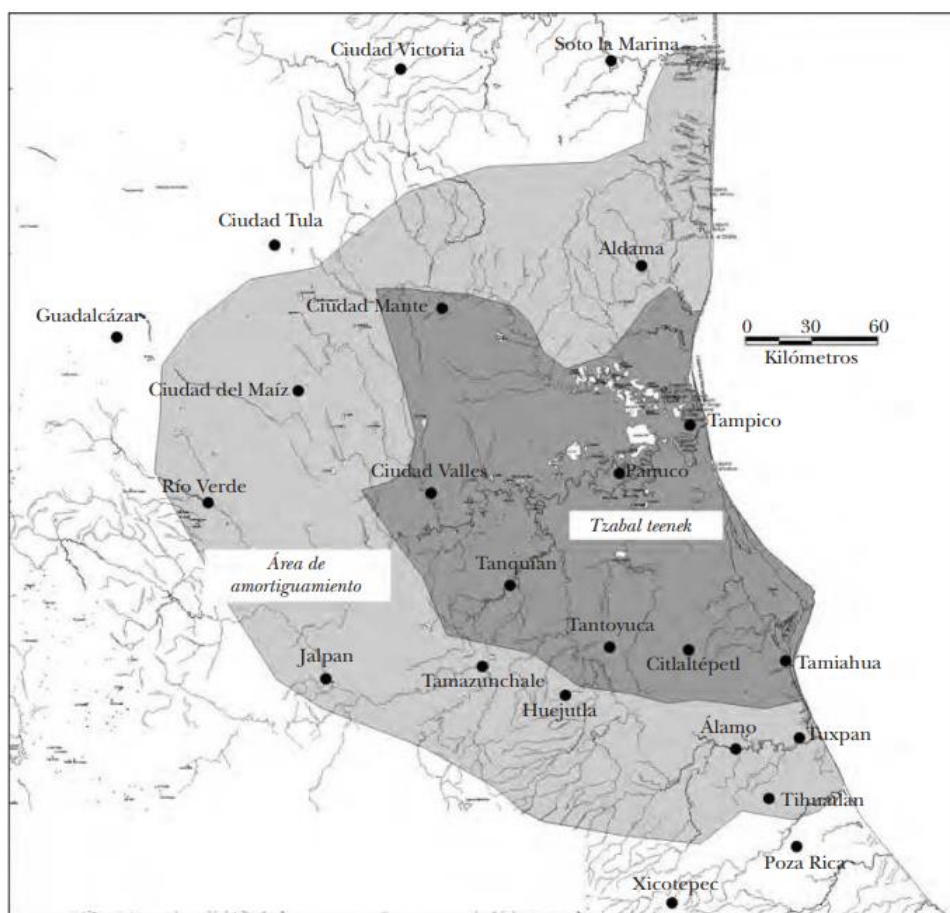 Ciudad Victoria
Soto la Marina
Ciudad Tula
Aldama
Ciudad Mante
Guadalcázar
0 30 60
Kilómetros
Ciudad del Maíz
Tampico
Ciudad Valles
Pánuco
Río Verde
Tzabal teenek
Área de
amortiguamiento
Tanquián
Tantoyuca
Citlaltépetl
Tamiahua
Jalpan
Tamazunchale
Huejutla
Álamo
Tuxpan
Tihuatlán
Poza Rica
Xicotepec